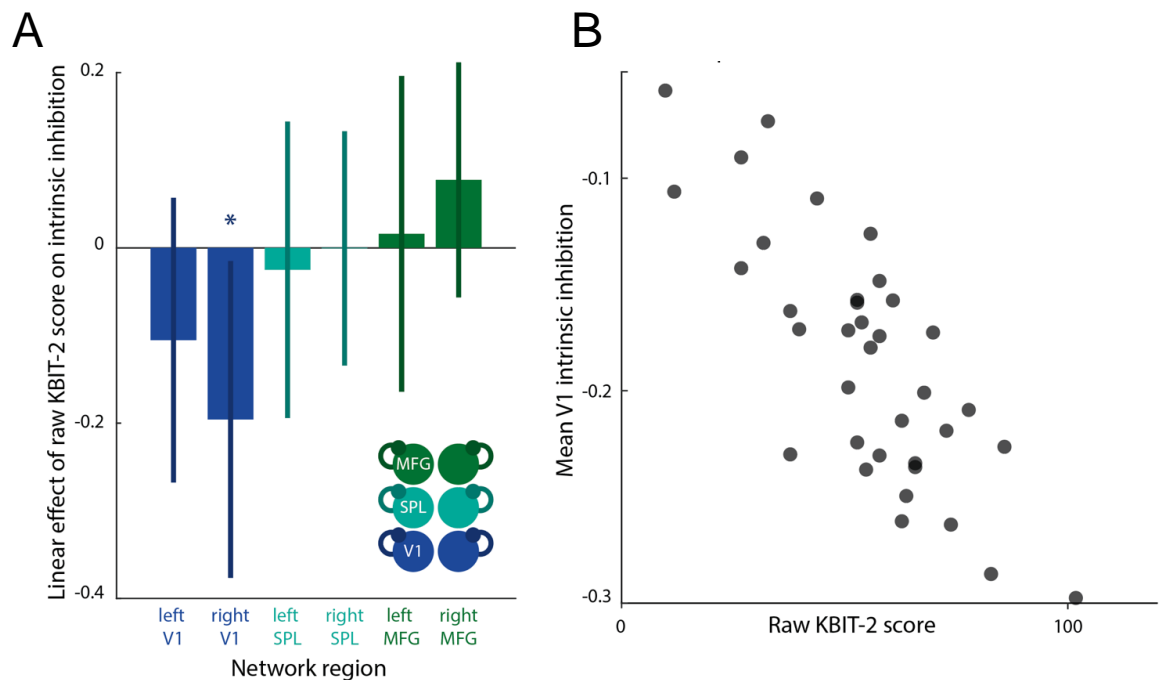 A
Linear effect of raw KBIT-2 score on intrinsic inhibition
0.2
0
-0.2
-0.4
*
MFG
SPL
V1
left V1
right V1
left SPL
right SPL
left MFG
right MFG
Network region
B
Mean V1 intrinsic inhibition
-0.1
-0.2
-0.3
0
100
Raw KBIT-2 score